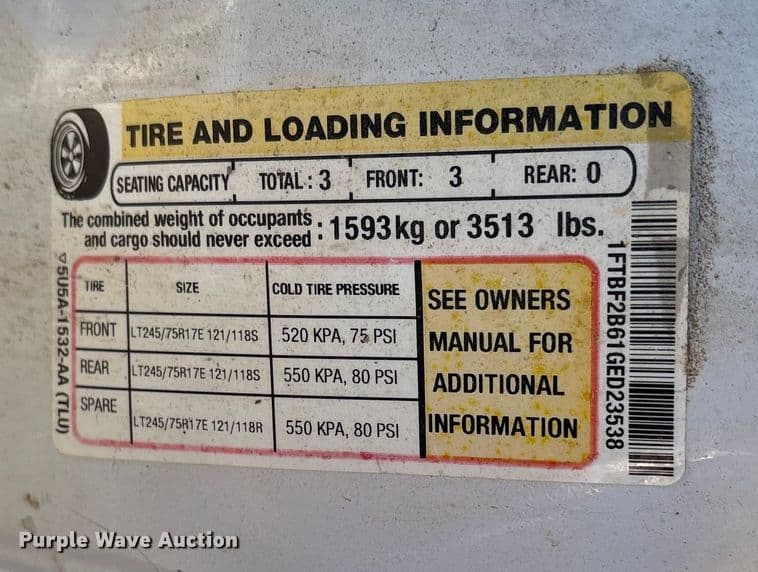 TIRE AND LOADING INFORMATION
SEATING CAPACITY TOTAL: 3 FRONT: 3 REAR: 0
The combined weight of occupants
and cargo should never exceed : 1593kg or 3513 lbs.
TIRE SIZE COLD TIRE PRESSURE
FRONT LT245/75R17E 121/118S 520 KPA, 75 PSI
REAR LT245/75R17E 121/118S 550 KPA, 80 PSI
SPARE LT245/75R17E 121/118R 550 KPA, 80 PSI
SEE OWNERS
MANUAL FOR
ADDITIONAL
INFORMATION
1FTBF2B61GED23538
5U5A-1532-AA (TLU)
Purple Wave Auction